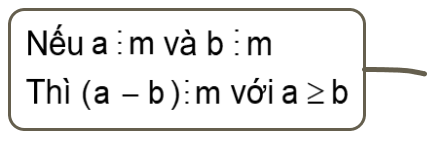 Nếu a ⋮ m và b ⋮ m
Thì (a – b) ⋮ m với a ≥ b